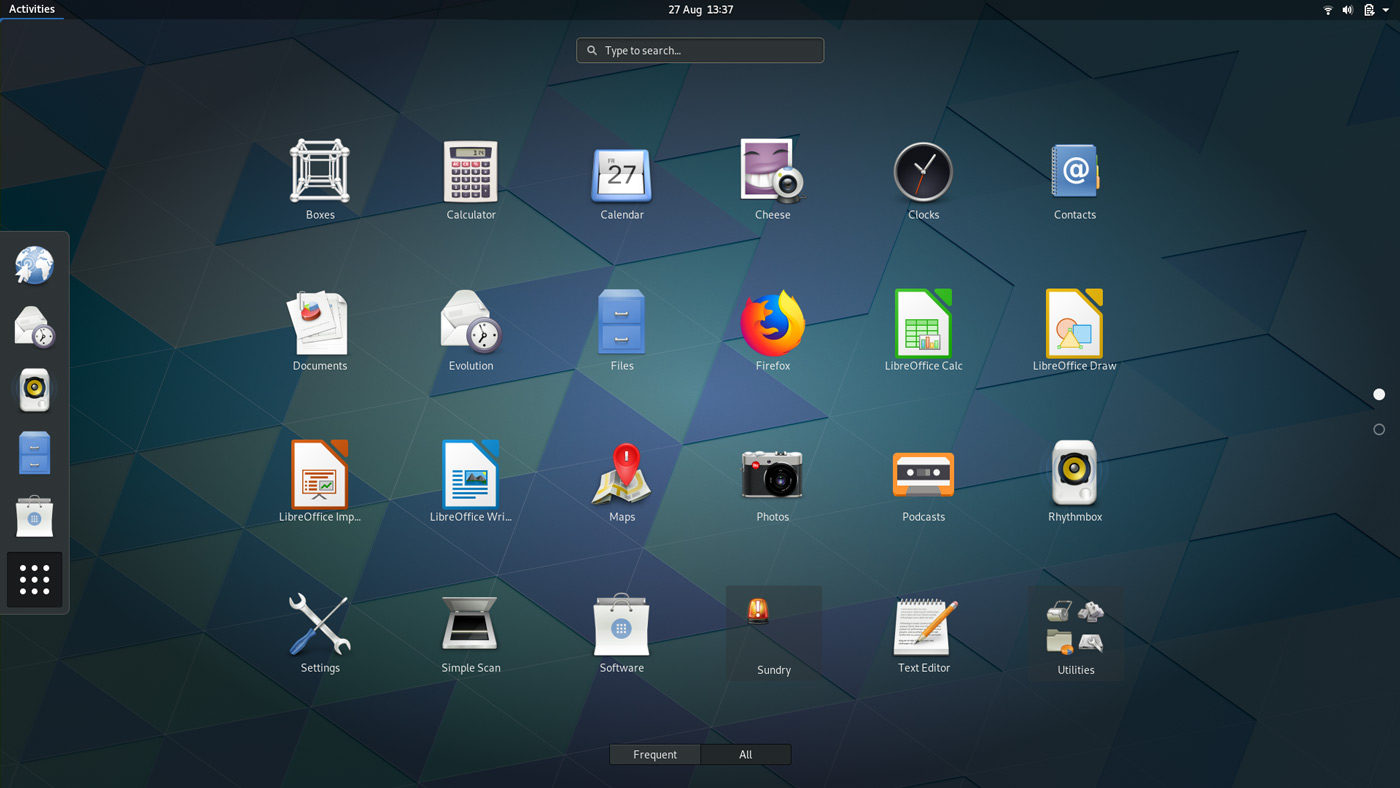 Activities
27 Aug 13:37
Type to search...
FR
27
@
Boxes
Calculator
Calendar
Cheese
Clocks
Contacts
Documents
Evolution
Files
Firefox
LibreOffice Calc
LibreOffice Draw
LibreOffice Imp...
LibreOffice Wri...
Maps
Photos
Podcasts
Rhythmbox
Settings
Simple Scan
Software
Sundry
Text Editor
Utilities
Frequent
All